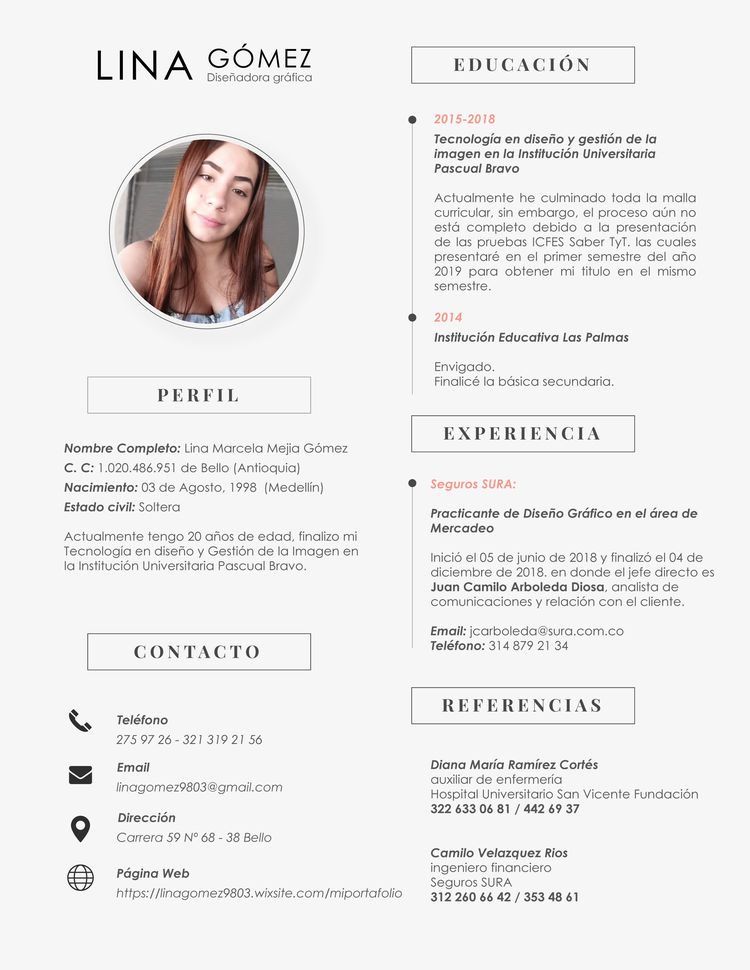 LINA GÓMEZ
Diseñadora gráfica
PERFIL
Nombre Completo: Lina Marcela Mejia Gómez
C. C: 1.020.486.951 de Bello (Antioquia)
Nacimiento: 03 de Agosto, 1998 (Medellín)
Estado civil: Soltera
Actualmente tengo 20 años de edad, finalizo mi
Tecnología en diseño y Gestión de la Imagen en
la Institución Universitaria Pascual Bravo.
CONTACTO
Teléfono
275 97 26 - 321 319 21 56
Email
linagomez9803@gmail.com
Dirección
Carrera 59 Nº 68 - 38 Bello
Página Web
https://linagomez9803.wixsite.com/miportafolio
EDUCACIÓN
2015-2018
Tecnología en diseño y gestión de la
imagen en la Institución Universitaria
Pascual Bravo
Actualmente he culminado toda la malla
curricular, sin embargo, el proceso aún no
está completo debido a la presentación
de las pruebas ICFES Saber TyT. las cuales
presentaré en el primer semestre del año
2019 para obtener mi titulo en el mismo
semestre.
2014
Institución Educativa Las Palmas
Envigado.
Finalicé la básica secundaria.
EXPERIENCIA
Seguros SURA:
Practicante de Diseño Gráfico en el área de
Mercadeo
Inició el 05 de junio de 2018 y finalizó el 04 de
diciembre de 2018. en donde el jefe directo es
Juan Camilo Arboleda Diosa, analista de
comunicaciones y relación con el cliente.
Email: jcarboleda@sura.com.co
Teléfono: 314 879 21 34
REFERENCIAS
Diana María Ramírez Cortés
auxiliar de enfermería
Hospital Universitario San Vicente Fundación
322 633 06 81 / 442 69 37
Camilo Velazquez Rios
ingeniero financiero
Seguros SURA
312 260 66 42 / 353 48 61